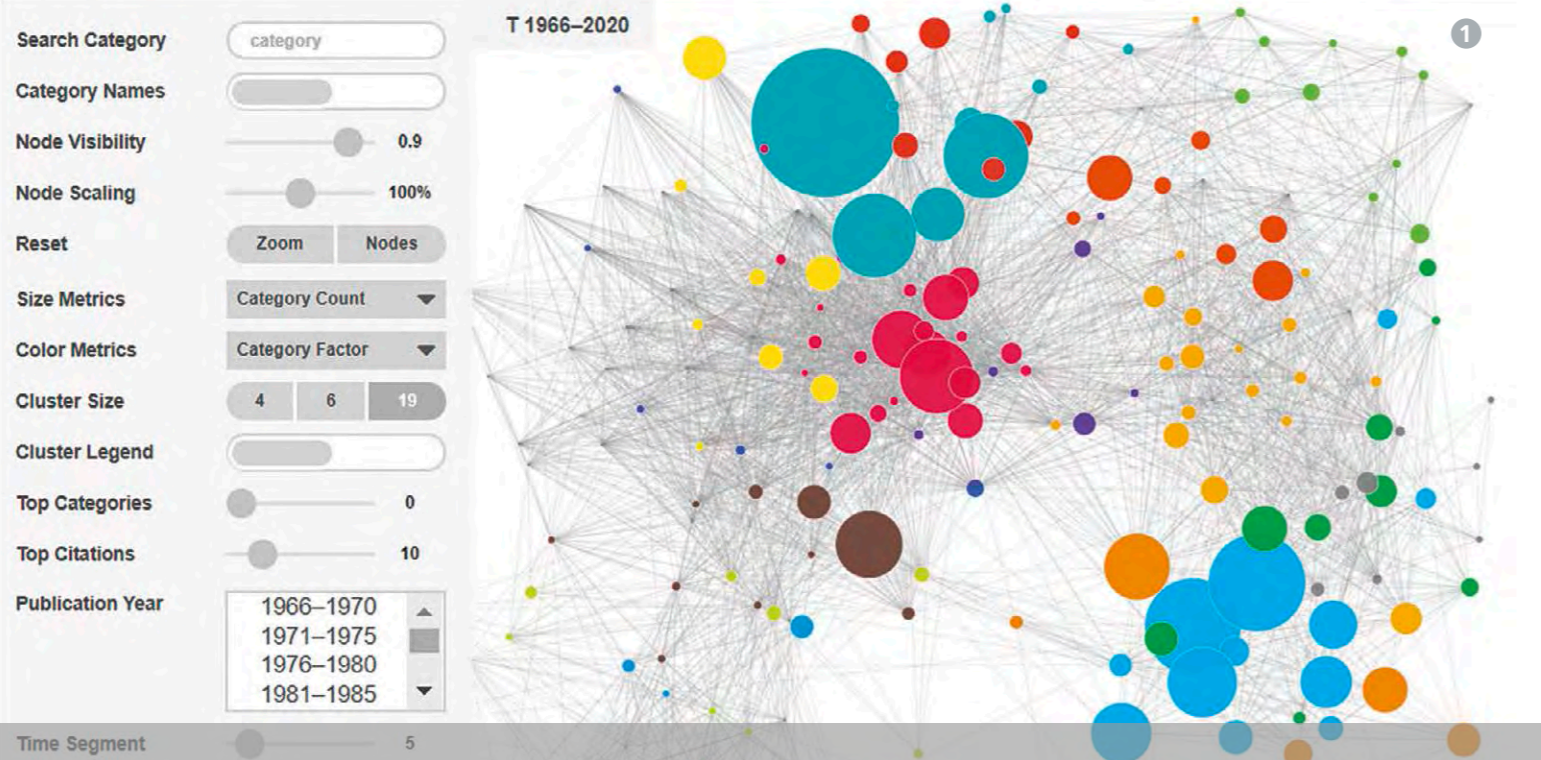 T 1966–2020
1
Search Category category
Category Names
Node Visibility 0.9
Node Scaling 100%
Reset Zoom Nodes
Size Metrics Category Count
Color Metrics Category Factor
Cluster Size 4 6 19
Cluster Legend
Top Categories 0
Top Citations 10
Publication Year 1966–1970
1971–1975
1976–1980
1981–1985
Time Segment 5